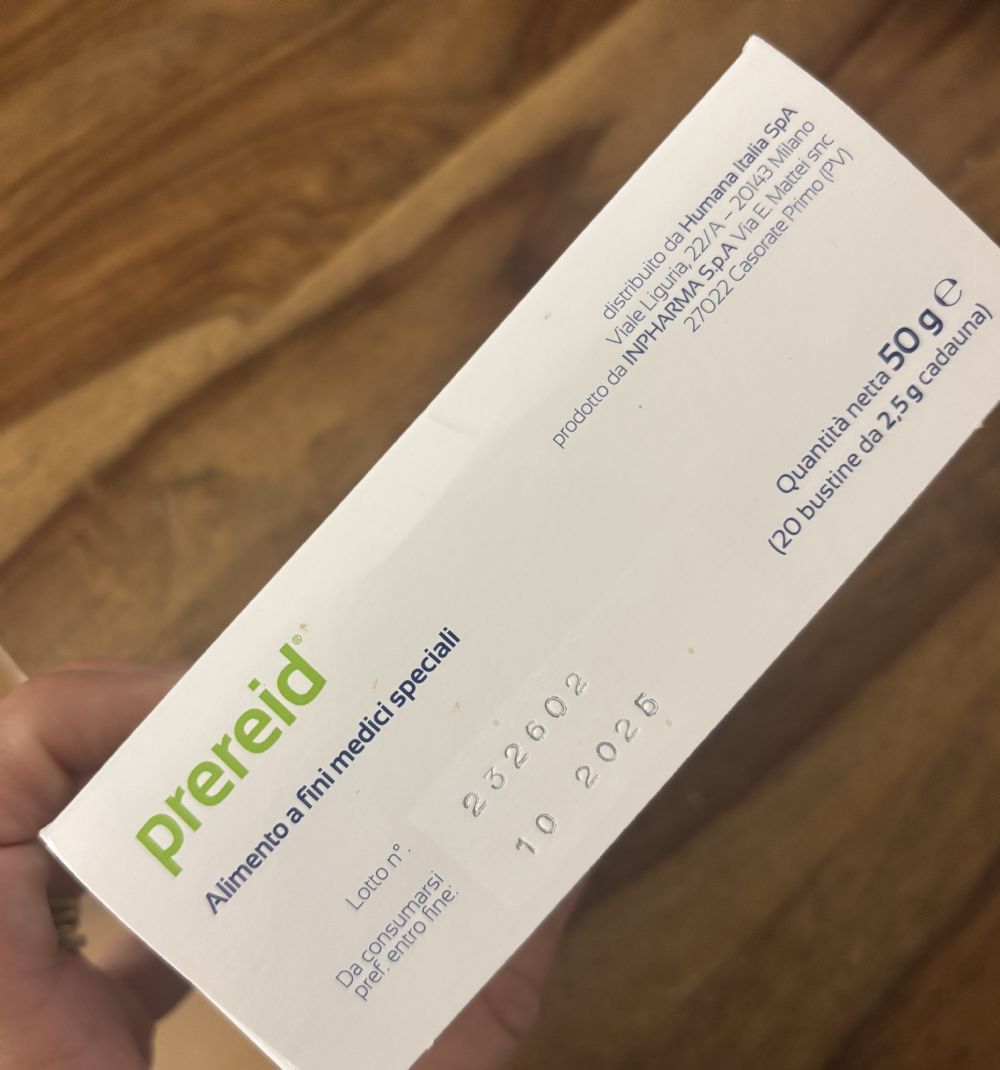 prereid®
Alimento a fini medici speciali
Lotto n°.
232602
Da consumarsi
pref. entro fine:
10 2025
distribuito da Humana Italia SpA
Viale Liguria, 22/A – 20143 Milano
prodotto da INPHARMA S.p.A Via E. Mattei snc
27022 Casorate Primo (PV)
Quantità netta 50 g ℮
(20 bustine da 2,5 g cadauna)